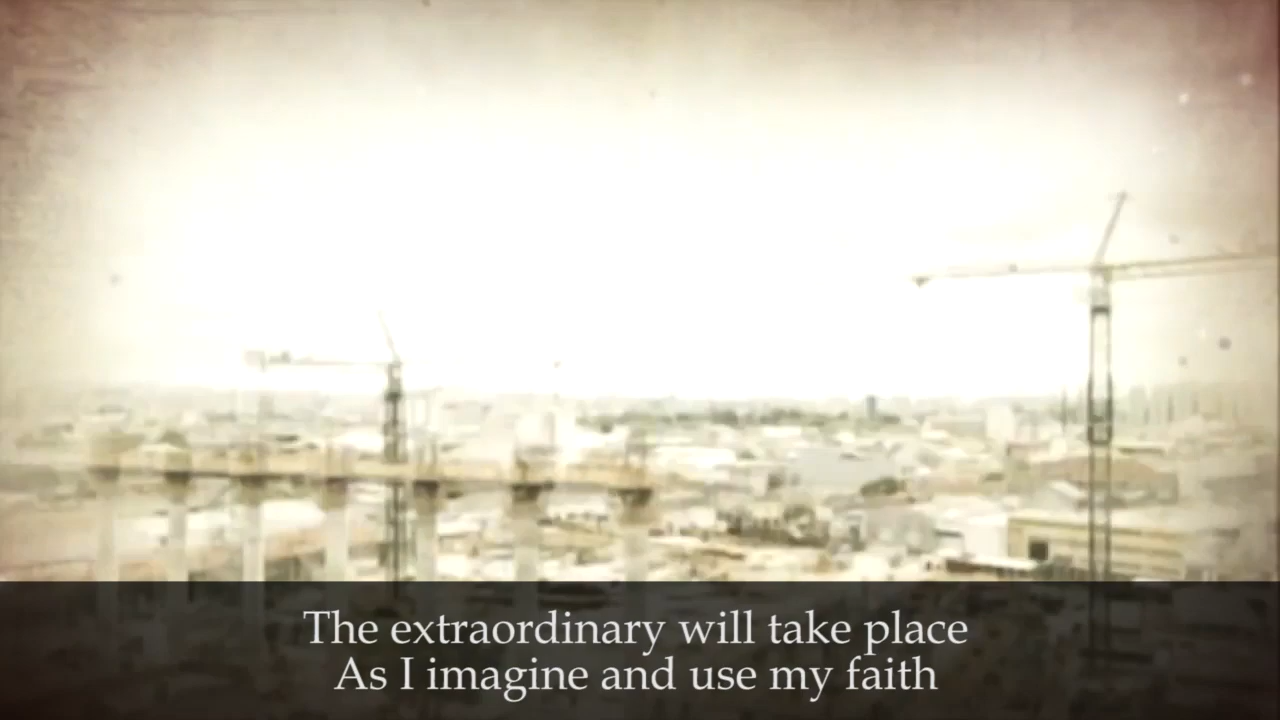 The extraordinary will take place
As I imagine and use my faith